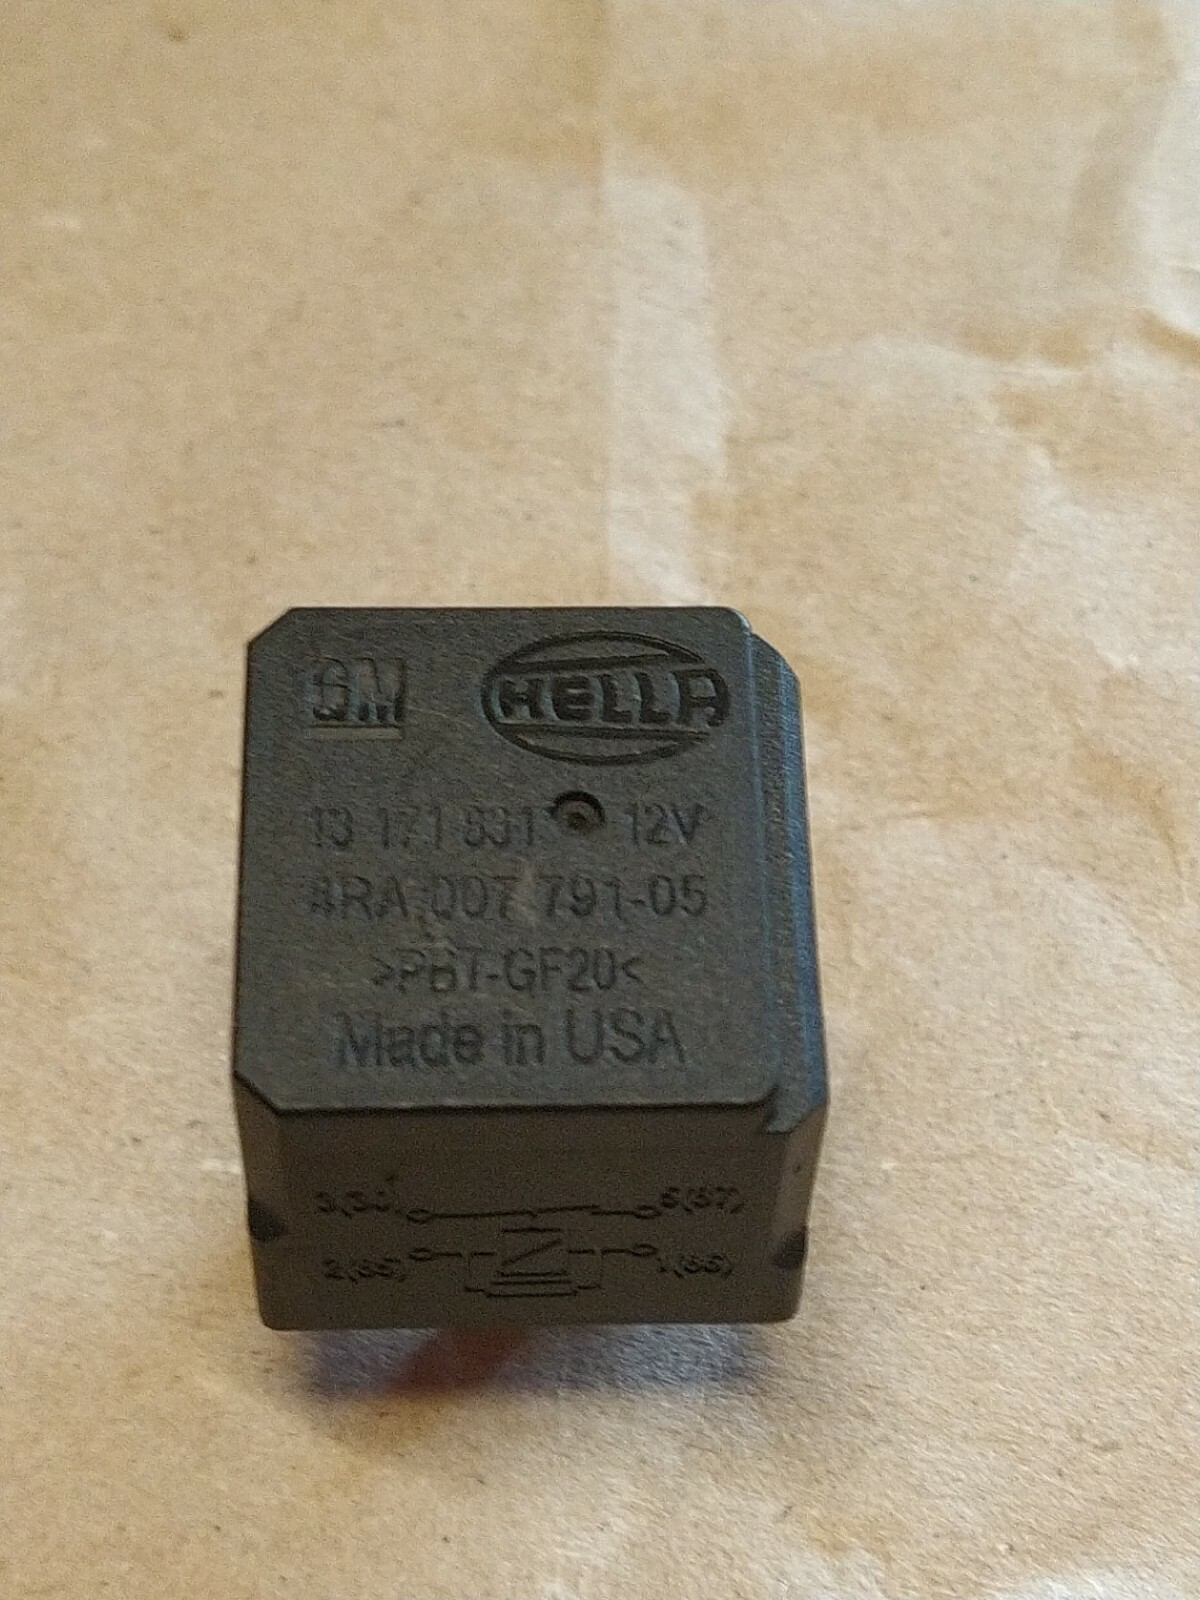 GM HELLA
13 171 631 12V
4RA 007 791-05
>PBT-GF20<
Made in USA
3(30) 5(87)
2(85) 1(86)